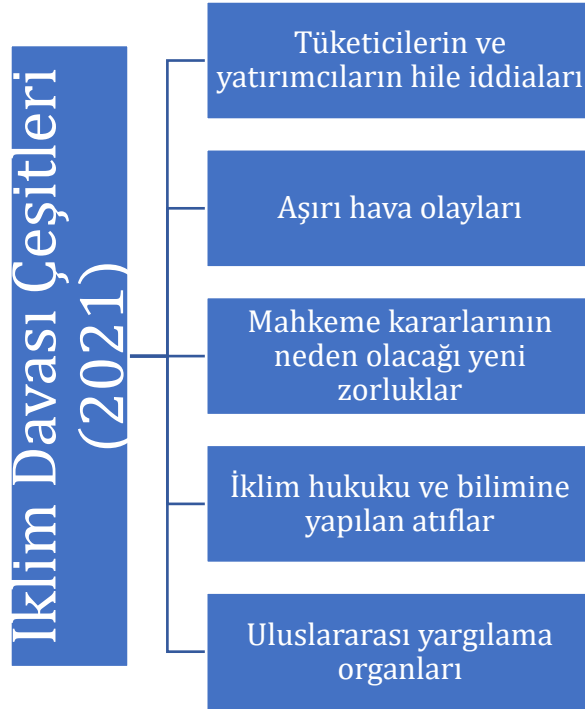 İklim Davası Çeşitleri
(2021)
Tüketicilerin ve
yatırımcıların hile iddiaları
Aşırı hava olayları
Mahkeme kararlarının
neden olacağı yeni
zorluklar
İklim hukuku ve bilimine
yapılan atıflar
Uluslararası yargılama
organları